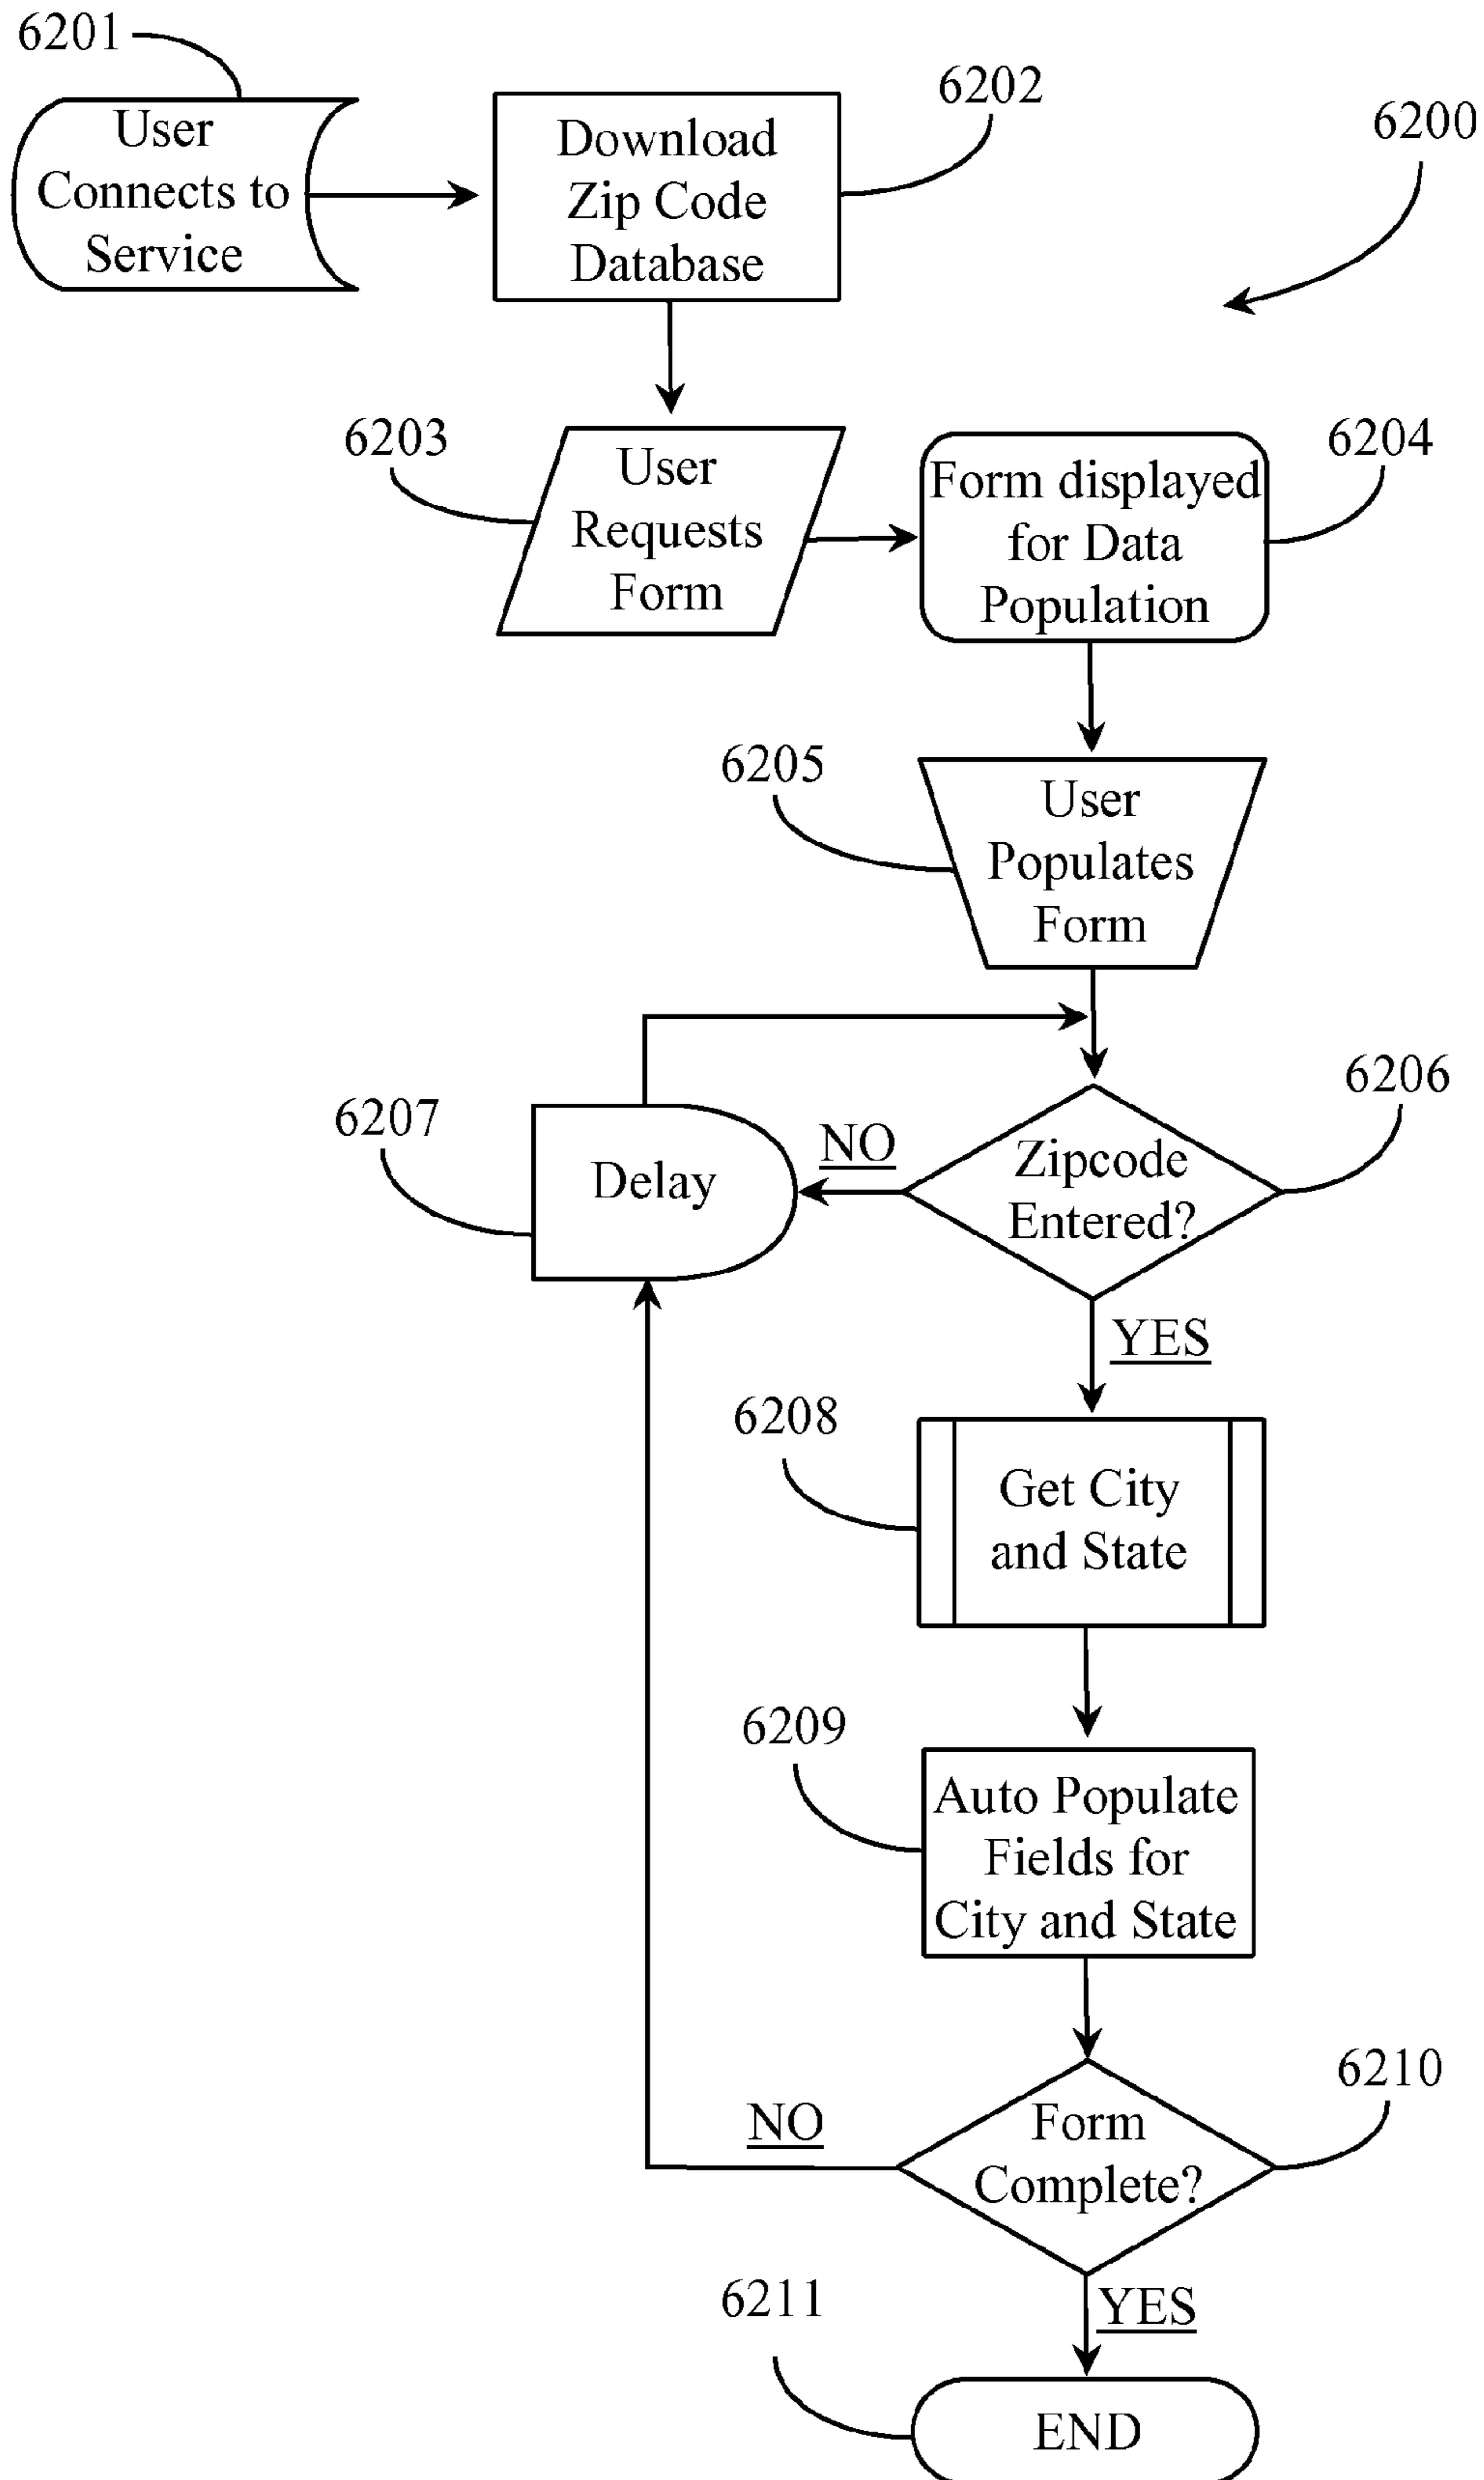 6201
User
Connects to
Service
6202
Download
Zip Code
Database
6200
6203
User
Requests
Form
6204
Form displayed
for Data
Population
6205
User
Populates
Form
6206
Zipcode
Entered?
NO
6207
Delay
YES
6208
Get City
and State
6209
Auto Populate
Fields for
City and State
6210
Form
Complete?
NO
YES
6211
END